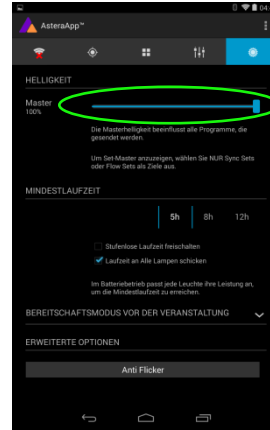 04
AsteraApp™
HELLIGKEIT
Master
100%
Die Masterhelligkeit beeinflusst alle Programme, die
gesendet werden.
Um Set-Master anzuzeigen, wählen Sie NUR Sync Sets
oder Flow Sets als Ziele aus.
MINDESTLAUFZEIT
5h 8h 12h
Stufenlose Laufzeit freischalten
Laufzeit an Alle Lampen schicken
Im Batteriebetrieb passt jede Leuchte ihre Leistung an,
um die Mindestlaufzeit zu erreichen.
BEREITSCHAFTSMODUS VOR DER VERANSTALTUNG
ERWEITERTE OPTIONEN
Anti Flicker